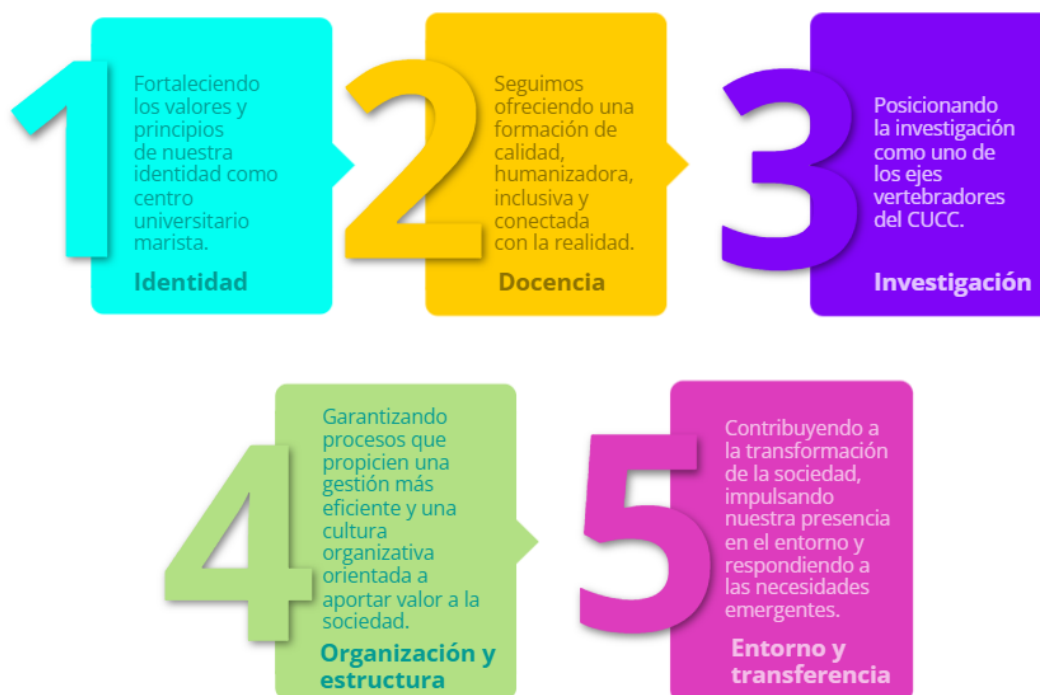 1
Fortaleciendo
los valores y
principios
de nuestra
identidad como
centro
universitario
marista.
Identidad
2
Seguimos
ofreciendo una
formación de
calidad,
humanizadora,
inclusiva y
conectada
con la realidad.
Docencia
3
Posicionando
la investigación
como uno de
los ejes
vertebradores
del CUCC.
Investigación
4
Garantizando
procesos que
propicien una
gestión más
eficiente y una
cultura
organizativa
orientada a
aportar valor a la
sociedad.
Organización y
estructura
5
Contribuyendo a
la transformación
de la sociedad,
impulsando
nuestra presencia
en el entorno y
respondiendo a
las necesidades
emergentes.
Entorno y
transferencia